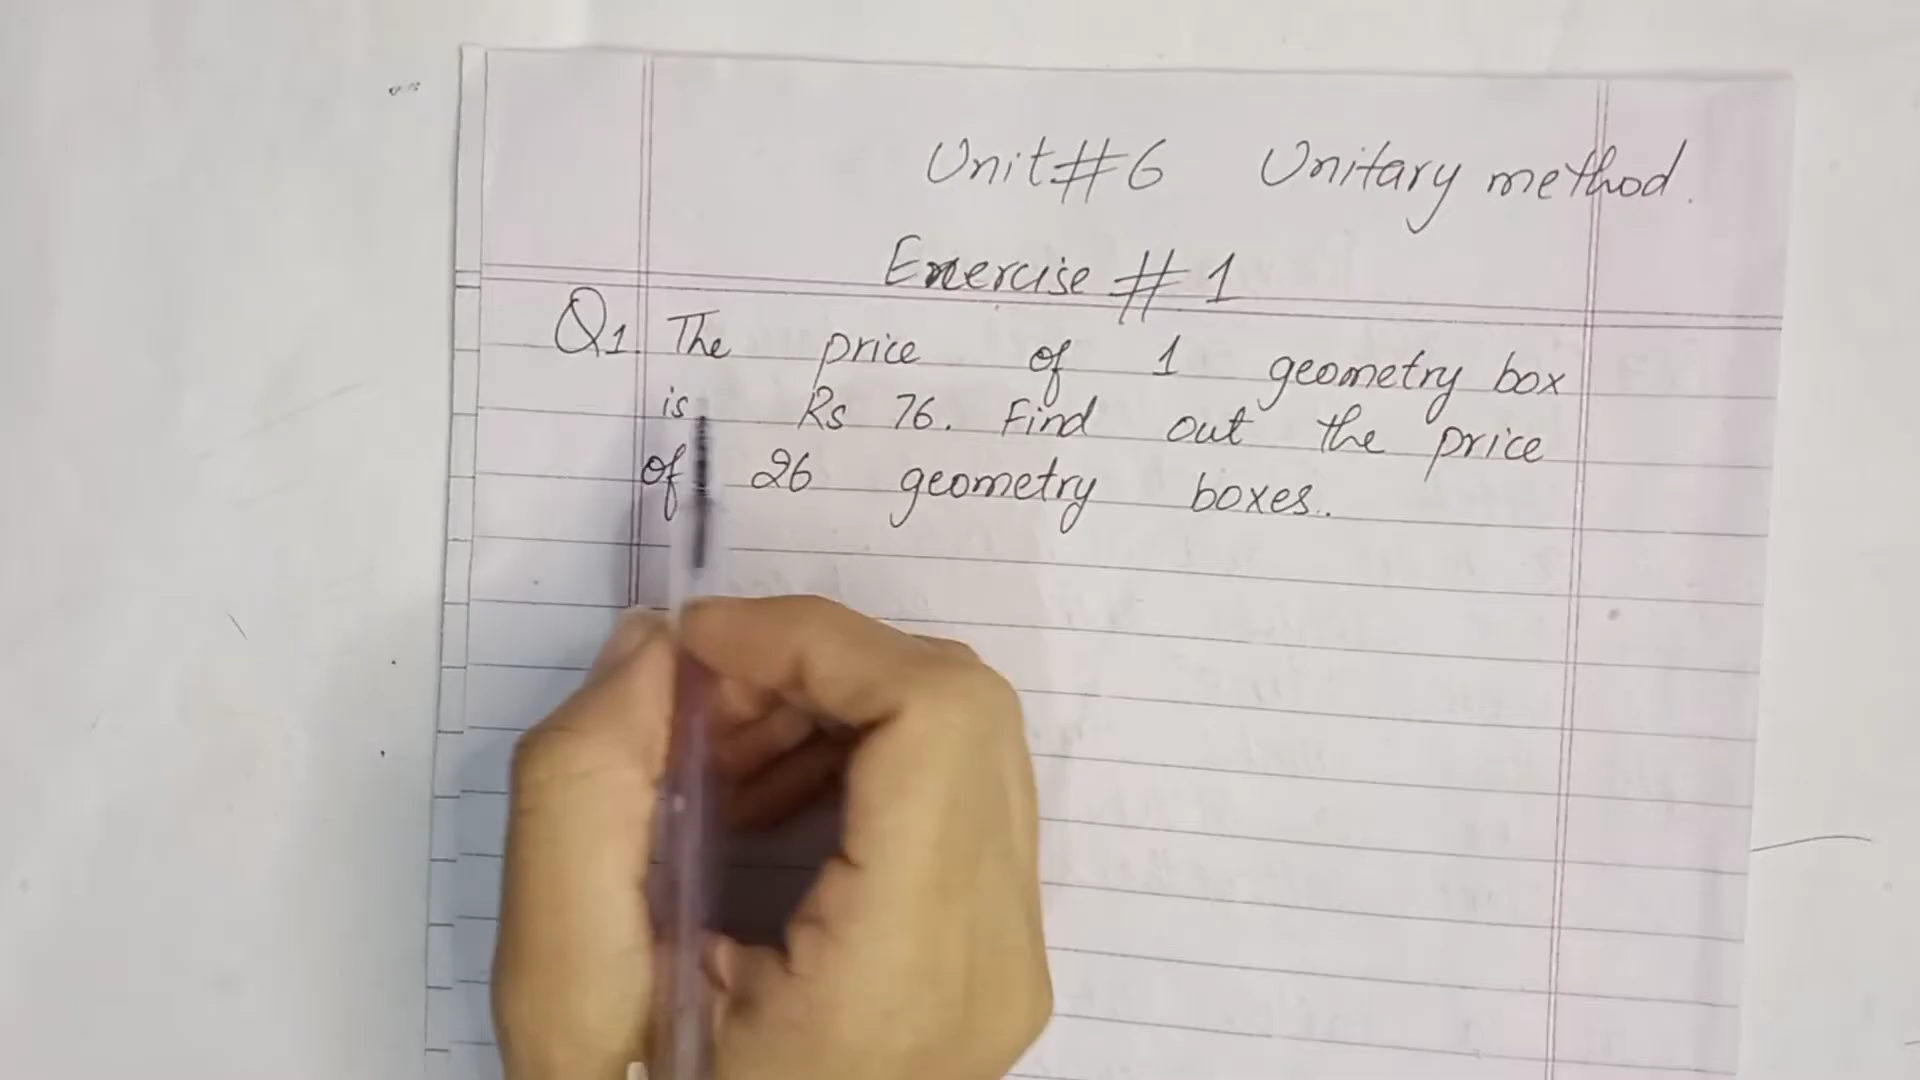 Unit#6 Unitary method.
Exercise # 1
Q1. The price of 1 geometry box
is Rs 76. Find out the price
of 26 geometry boxes.